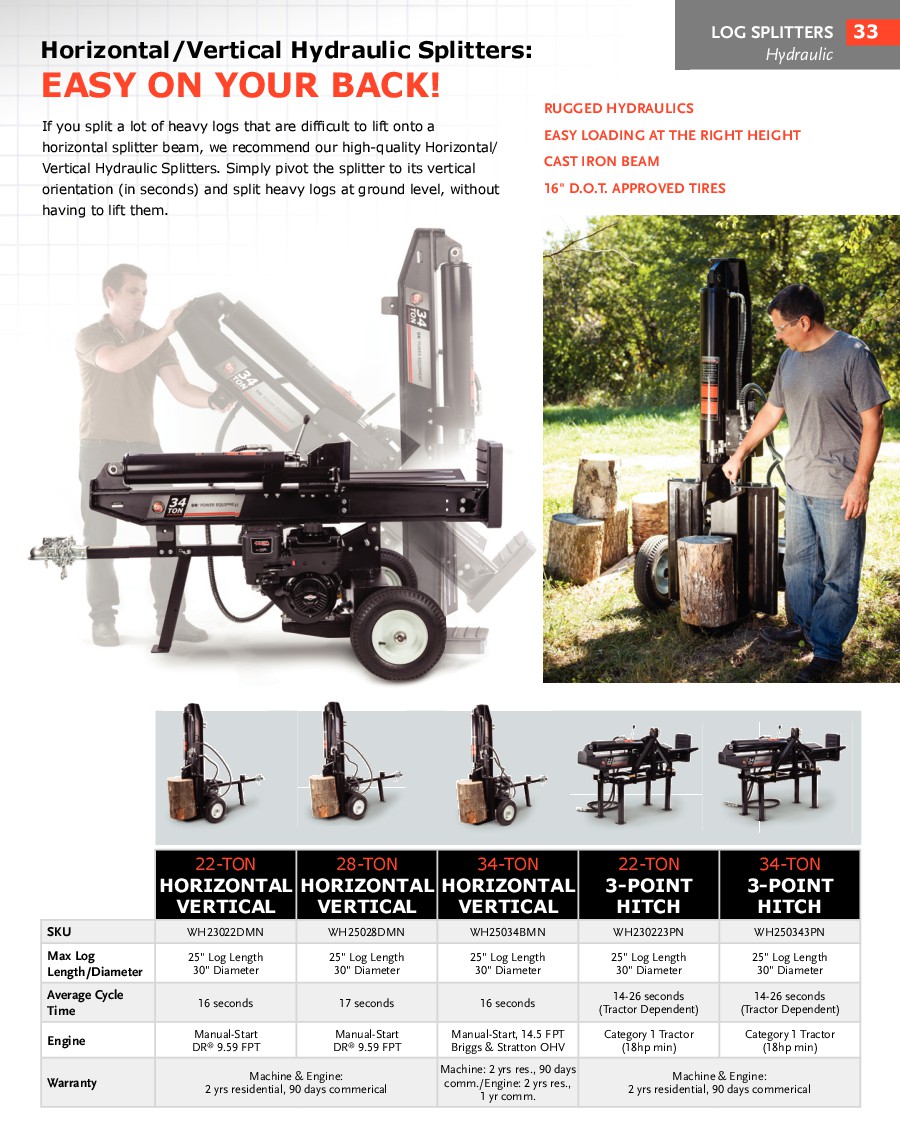 LOG SPLITTERS 33
Hydraulic
Horizontal/Vertical Hydraulic Splitters:
EASY ON YOUR BACK!
If you split a lot of heavy logs that are difficult to lift onto a
horizontal splitter beam, we recommend our high-quality Horizontal/
Vertical Hydraulic Splitters. Simply pivot the splitter to its vertical
orientation (in seconds) and split heavy logs at ground level, without
having to lift them.
RUGGED HYDRAULICS
EASY LOADING AT THE RIGHT HEIGHT
CAST IRON BEAM
16" D.O.T. APPROVED TIRES
34 TON
34 TON
34 TON
DR POWER EQUIPMENT
22-TON HORIZONTAL VERTICAL
28-TON HORIZONTAL VERTICAL
34-TON HORIZONTAL VERTICAL
22-TON 3-POINT HITCH
34-TON 3-POINT HITCH
SKU WH23022DMN WH25028DMN WH25034BMN WH230223PN WH250343PN
Max Log Length/Diameter
25" Log Length 30" Diameter
25" Log Length 30" Diameter
25" Log Length 30" Diameter
25" Log Length 30" Diameter
25" Log Length 30" Diameter
Average Cycle Time
16 seconds
17 seconds
16 seconds
14-26 seconds (Tractor Dependent)
14-26 seconds (Tractor Dependent)
Engine
Manual-Start DR® 9.59 FPT
Manual-Start DR® 9.59 FPT
Manual-Start, 14.5 FPT Briggs & Stratton OHV
Category 1 Tractor (18hp min)
Category 1 Tractor (18hp min)
Warranty
Machine & Engine:
2 yrs residential, 90 days commerical
Machine: 2 yrs res., 90 days
comm./Engine: 2 yrs res.,
1 yr comm.
Machine & Engine:
2 yrs residential, 90 days commerical